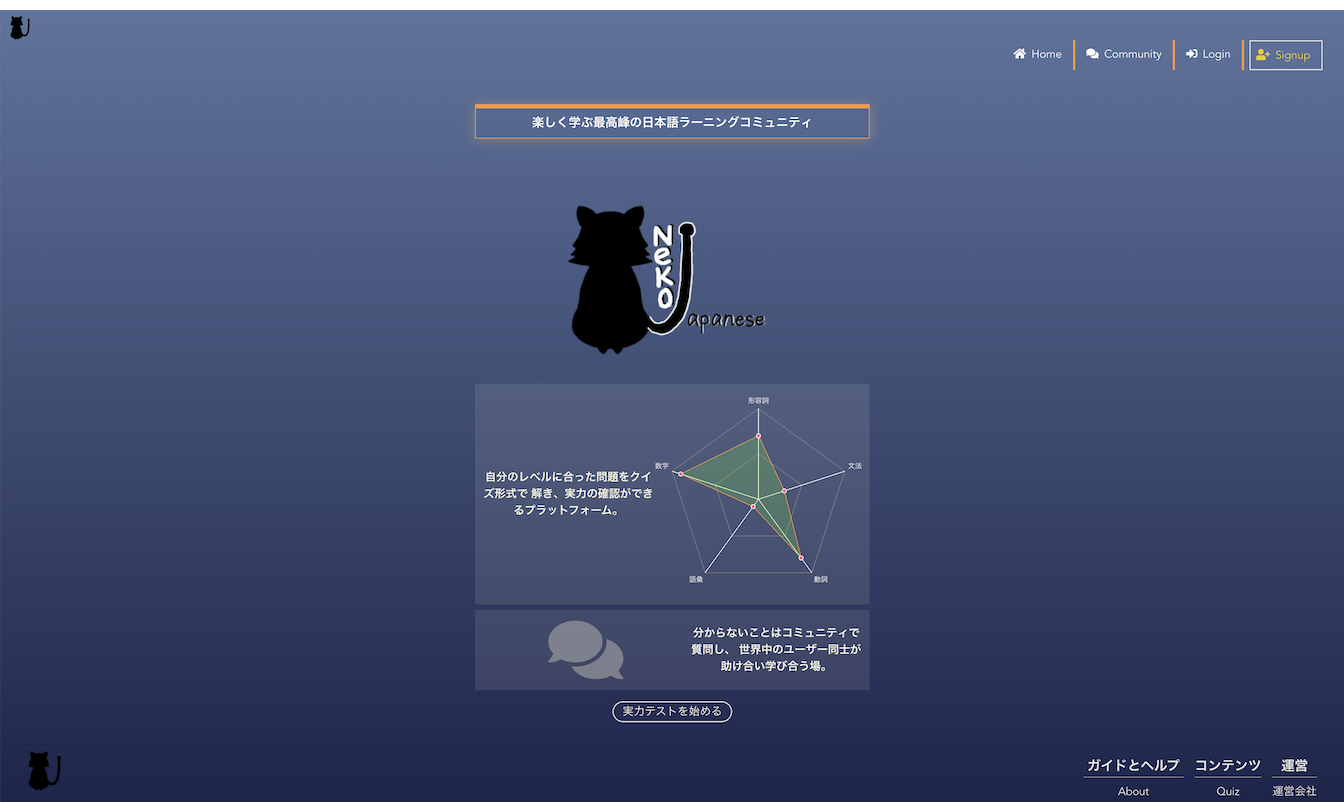 Home
Community
Login
Signup
楽しく学ぶ最高峰の日本語ラーニングコミュニティ
NeKo
Japanese
形容詞
数字
文法
語彙
動詞
自分のレベルに合った問題をクイ
ズ形式で 解き、実力の確認ができ
るプラットフォーム。
分からないことはコミュニティで
質問し、 世界中のユーザー同士が
助け合い学び合う場。
実力テストを始める
ガイドとヘルプ
コンテンツ
運営
About
Quiz
運営会社